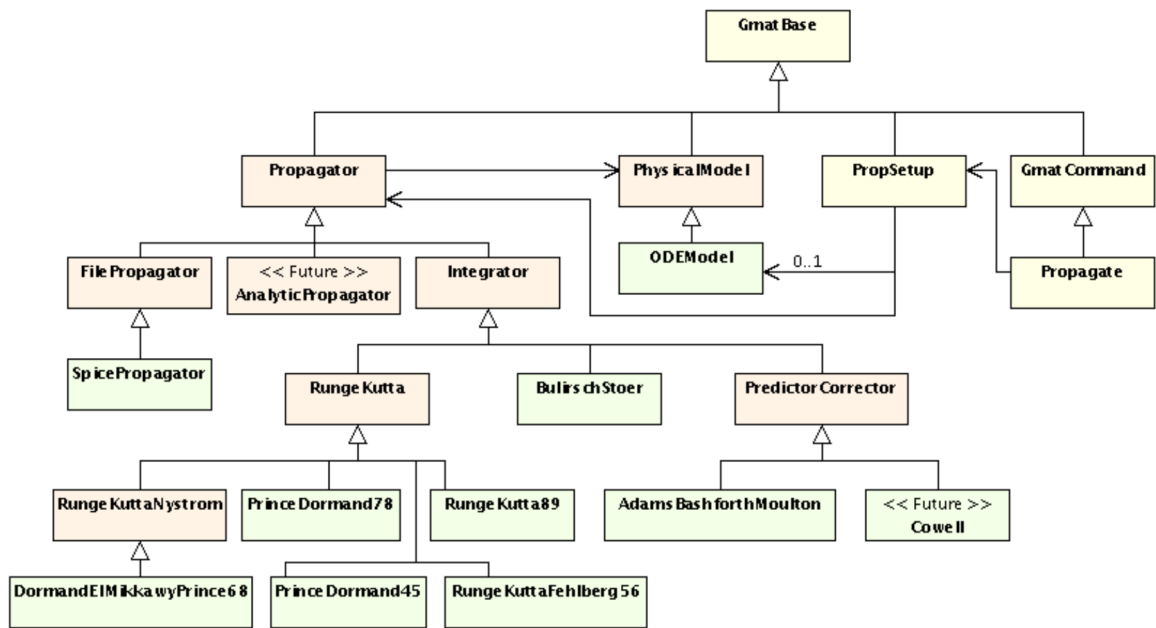 GmatBase
Propagator
PhysicalModel
PropSetup
GmatCommand
FilePropagator
<< Future >>
AnalyticPropagator
Integrator
ODEModel
0..1
Propagate
SpicePropagator
RungeKutta
BulirschStoer
PredictorCorrector
RungeKuttaNystrom
PrinceDormand78
RungeKutta89
AdamsBashforthMoulton
<< Future >>
Cowell
DormandElMikkawyPrince68
PrinceDormand45
RungeKuttaFehlberg56